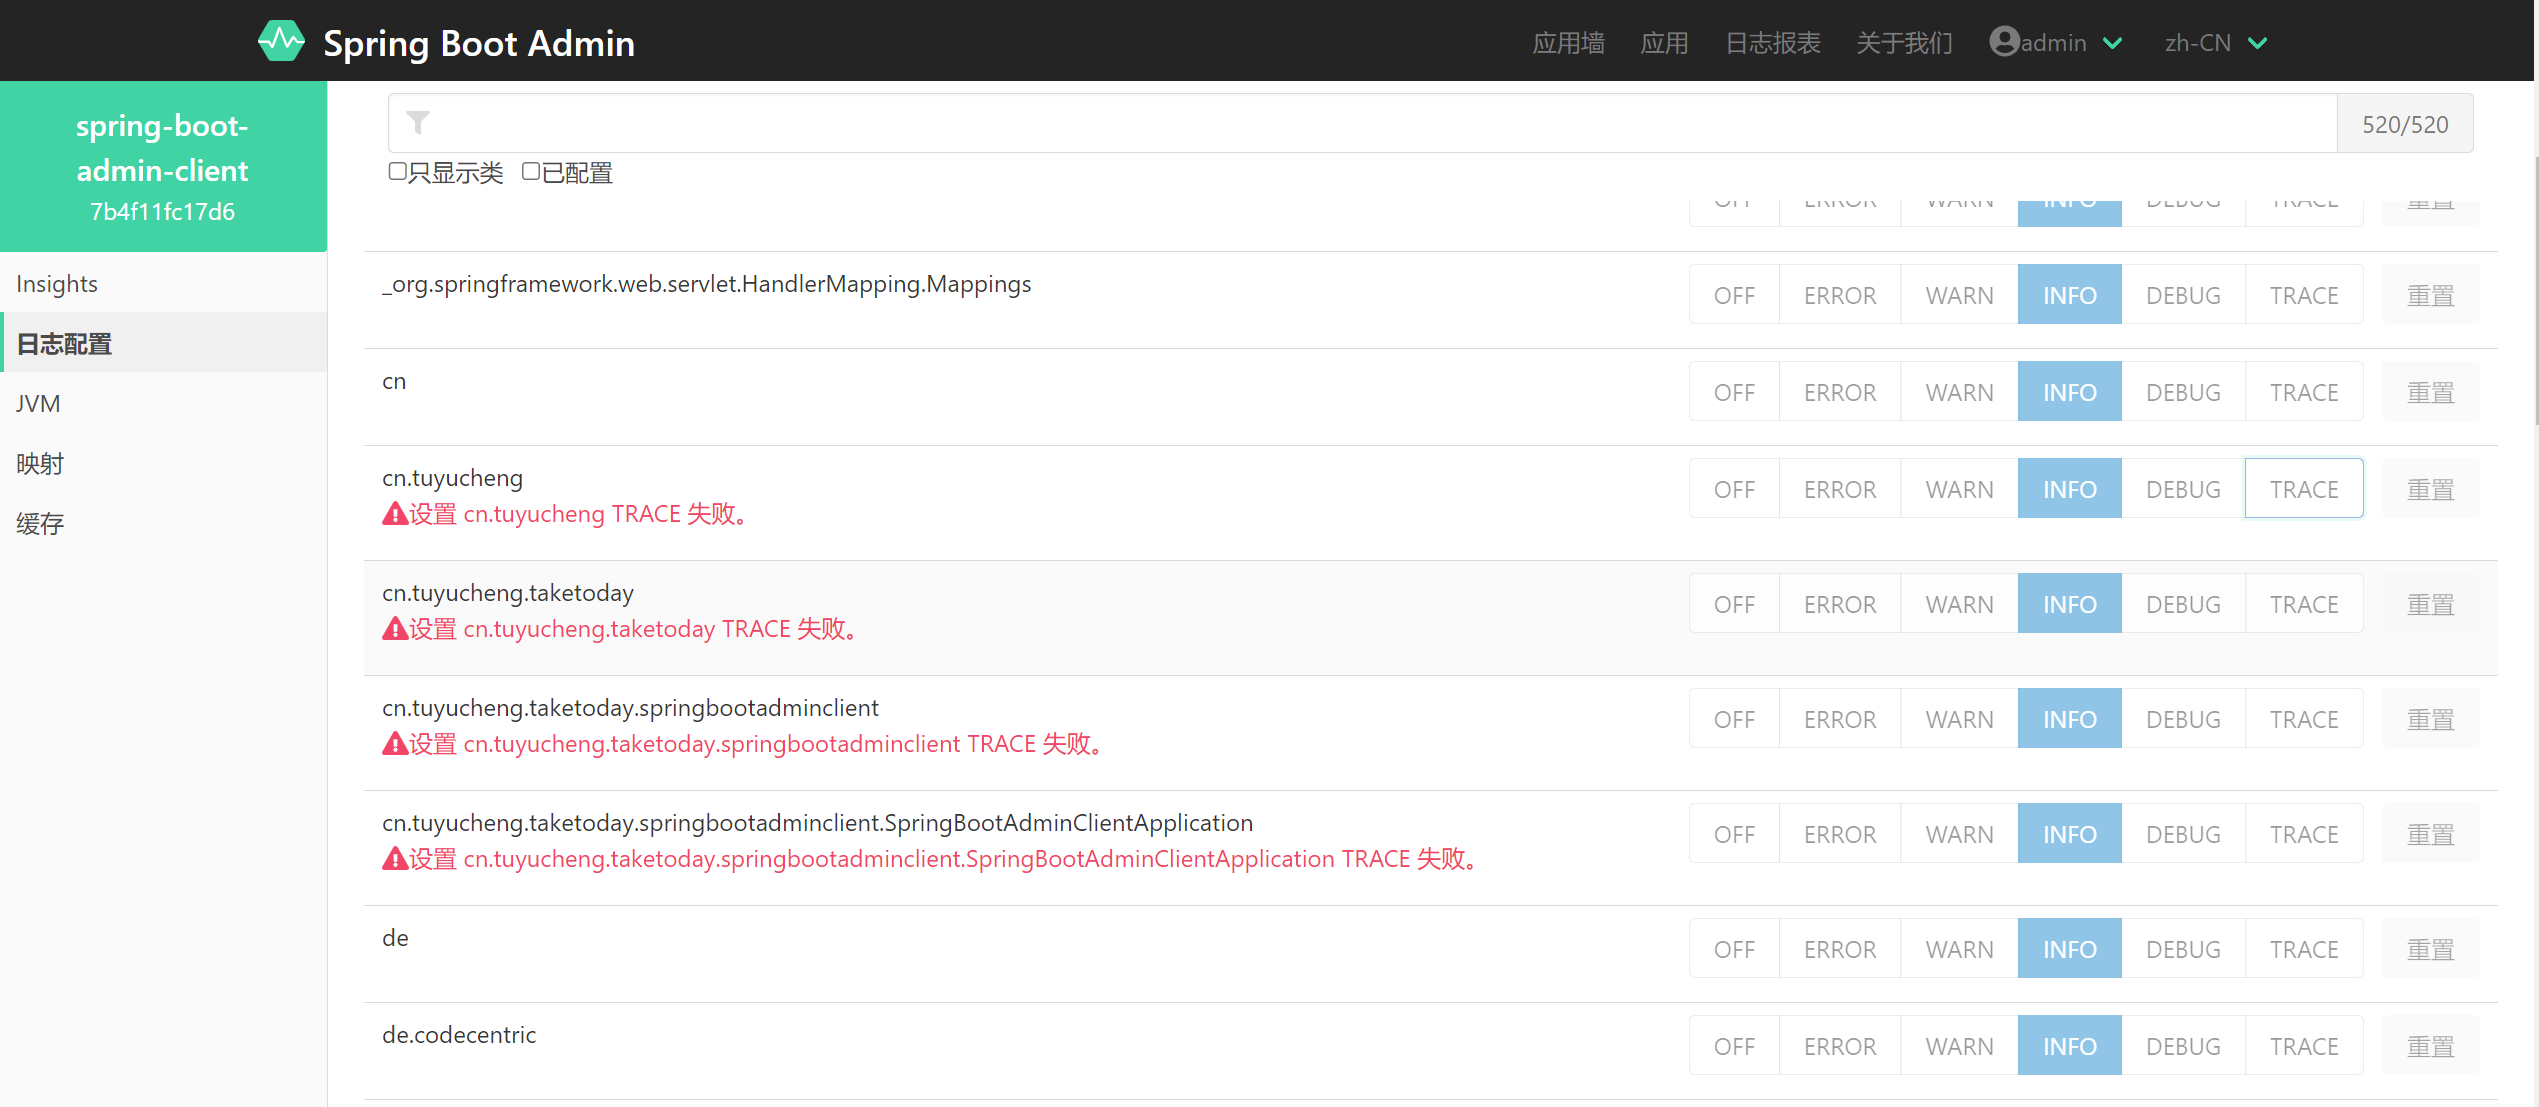 Spring Boot Admin
应用墙 应用 日志报表 关于我们 admin zh-CN
spring-boot-
admin-client
7b4f11fc17d6
Insights
日志配置
JVM
映射
缓存
520/520
只显示类 已配置
OFF ERROR WARN INFO DEBUG TRACE 重置
_org.springframework.web.servlet.HandlerMapping.Mappings OFF ERROR WARN INFO DEBUG TRACE 重置
cn OFF ERROR WARN INFO DEBUG TRACE 重置
cn.tuyucheng OFF ERROR WARN INFO DEBUG TRACE 重置
设置 cn.tuyucheng TRACE 失败。
cn.tuyucheng.taketoday OFF ERROR WARN INFO DEBUG TRACE 重置
设置 cn.tuyucheng.taketoday TRACE 失败。
cn.tuyucheng.taketoday.springbootadminclient OFF ERROR WARN INFO DEBUG TRACE 重置
设置 cn.tuyucheng.taketoday.springbootadminclient TRACE 失败。
cn.tuyucheng.taketoday.springbootadminclient.SpringBootAdminClientApplication OFF ERROR WARN INFO DEBUG TRACE 重置
设置 cn.tuyucheng.taketoday.springbootadminclient.SpringBootAdminClientApplication TRACE 失败。
de OFF ERROR WARN INFO DEBUG TRACE 重置
de.codecentric OFF ERROR WARN INFO DEBUG TRACE 重置